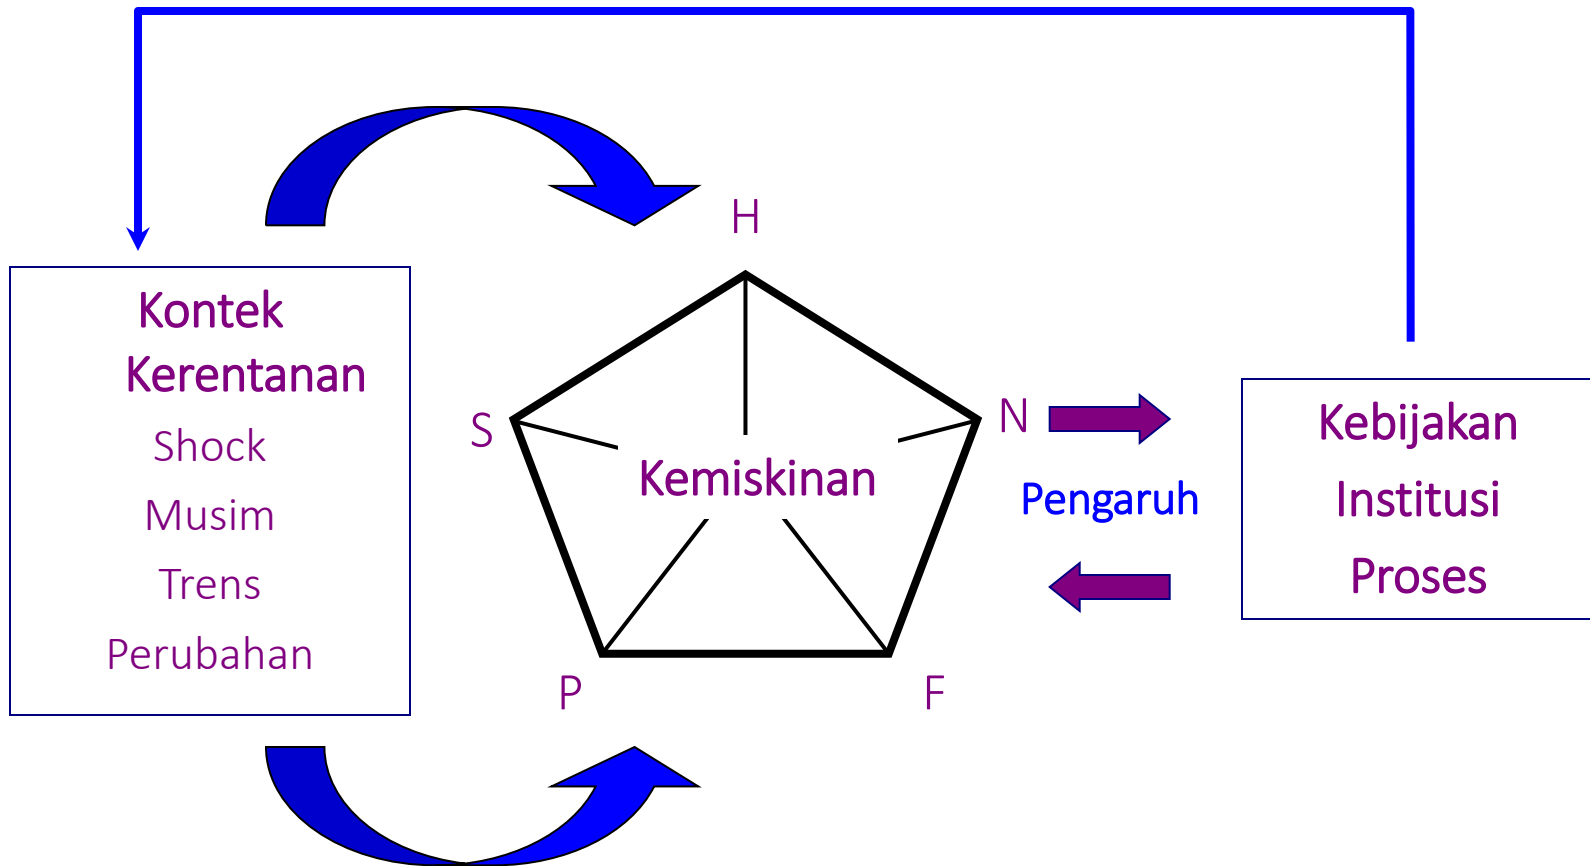 Kontek
Kerentanan
Shock
Musim
Trens
Perubahan
H
S
N
Kemiskinan
P
F
Pengaruh
Kebijakan
Institusi
Proses